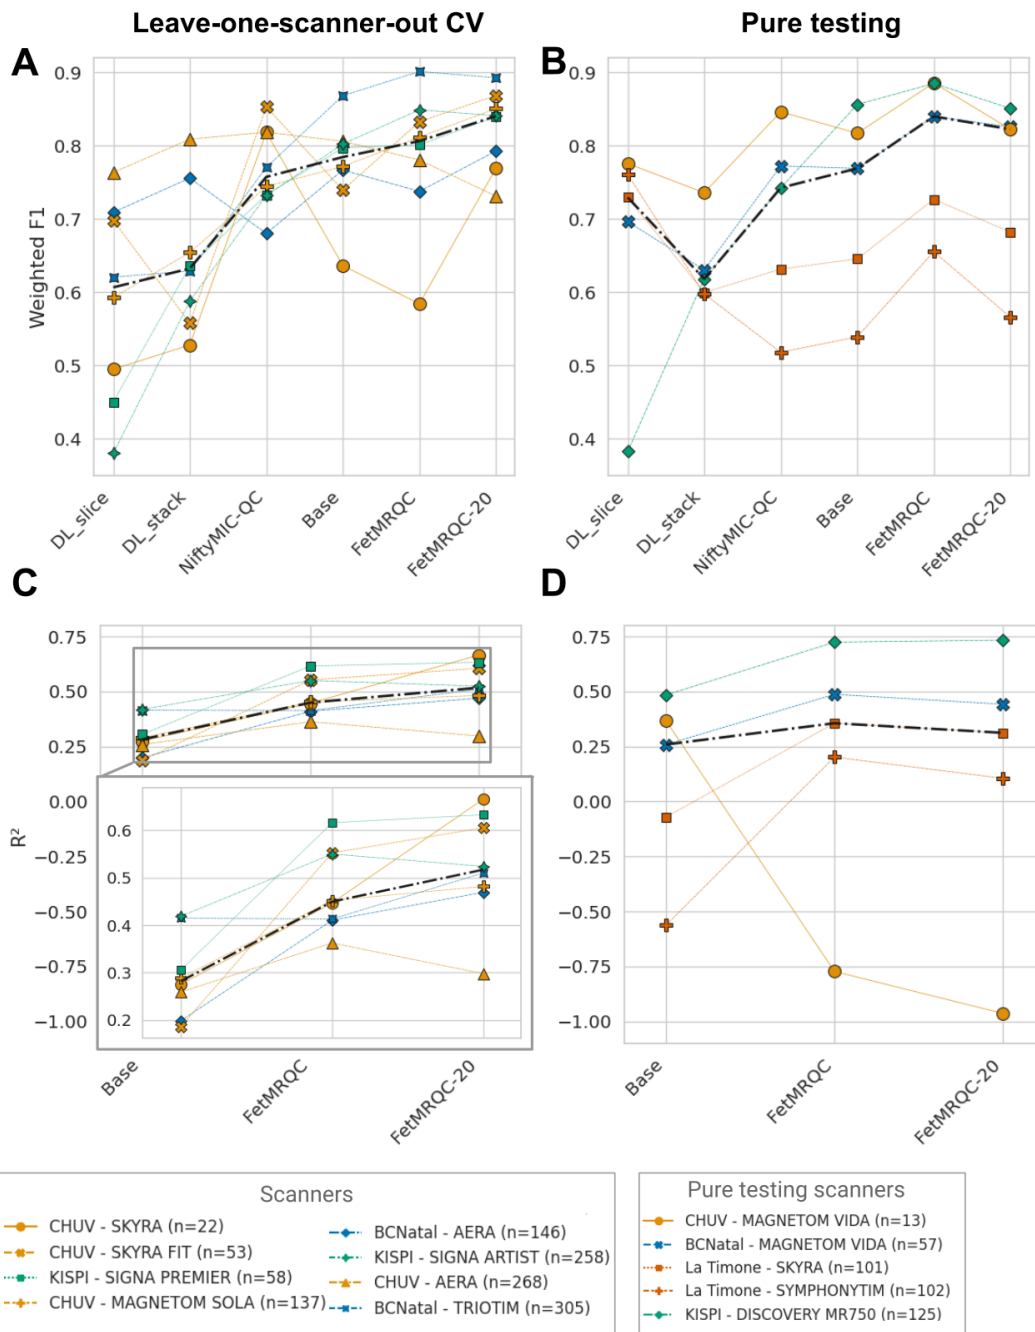 Leave-one-scanner-out CV
Pure testing
A
B
0.9
0.8
0.7
0.6
0.5
0.4
Weighted F1
DL_slice
DL_stack
NiftyMIC-QC
Base
FetMRQC
FetMRQC-20
0.9
0.8
0.7
0.6
0.5
0.4
DL_slice
DL_stack
NiftyMIC-QC
Base
FetMRQC
FetMRQC-20
C
D
0.75
0.50
0.25
0.00
−0.25
−0.50
−0.75
−1.00
R²
0.6
0.5
0.4
0.3
0.2
Base
FetMRQC
FetMRQC-20
0.75
0.50
0.25
0.00
−0.25
−0.50
−0.75
−1.00
Base
FetMRQC
FetMRQC-20
Scanners
CHUV - SKYRA (n=22)
CHUV - SKYRA FIT (n=53)
KISPI - SIGNA PREMIER (n=58)
CHUV - MAGNETOM SOLA (n=137)
BCNatal - AERA (n=146)
KISPI - SIGNA ARTIST (n=258)
CHUV - AERA (n=268)
BCNatal - TRIOTIM (n=305)
Pure testing scanners
CHUV - MAGNETOM VIDA (n=13)
BCNatal - MAGNETOM VIDA (n=57)
La Timone - SKYRA (n=101)
La Timone - SYMPHONYTIM (n=102)
KISPI - DISCOVERY MR750 (n=125)